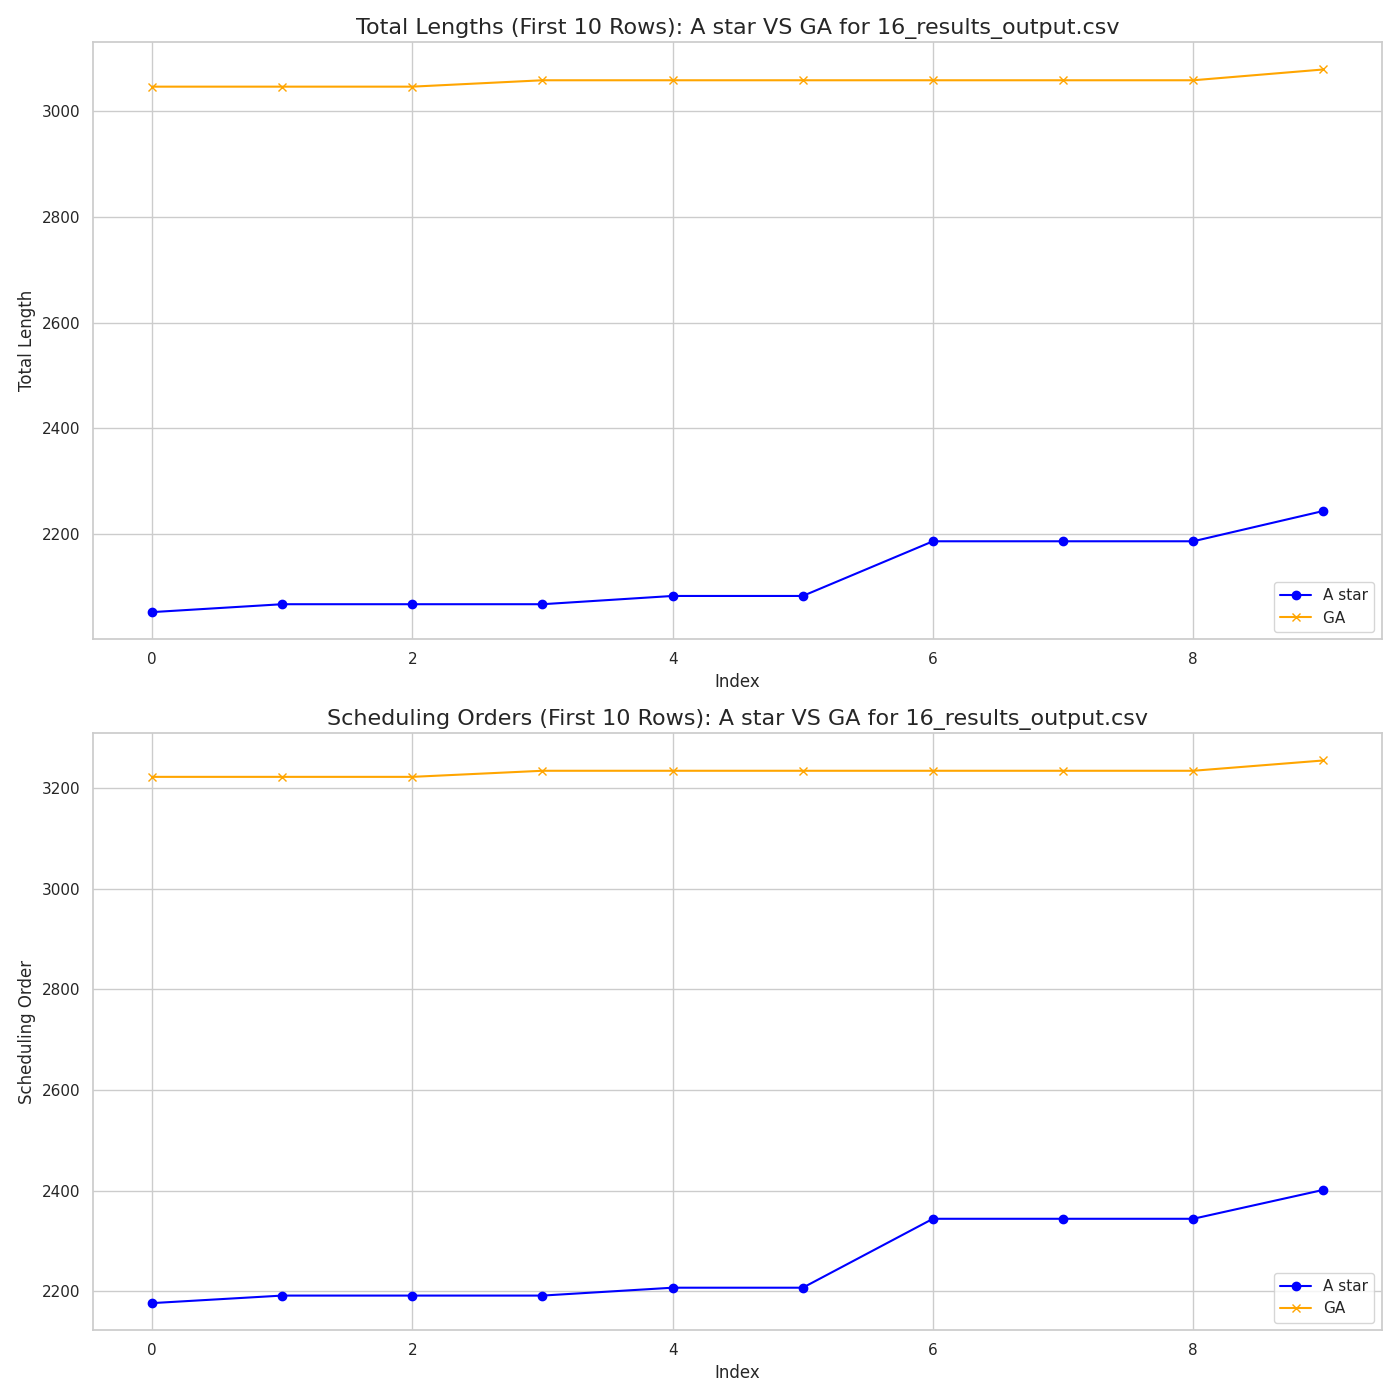 Total Lengths (First 10 Rows): A star VS GA for 16_results_output.csv
3000
2800
2600
2400
2200
Total Length
A star
GA
0 2 4 6 8
Index
Scheduling Orders (First 10 Rows): A star VS GA for 16_results_output.csv
3200
3000
2800
2600
2400
2200
Scheduling Order
A star
GA
0 2 4 6 8
Index